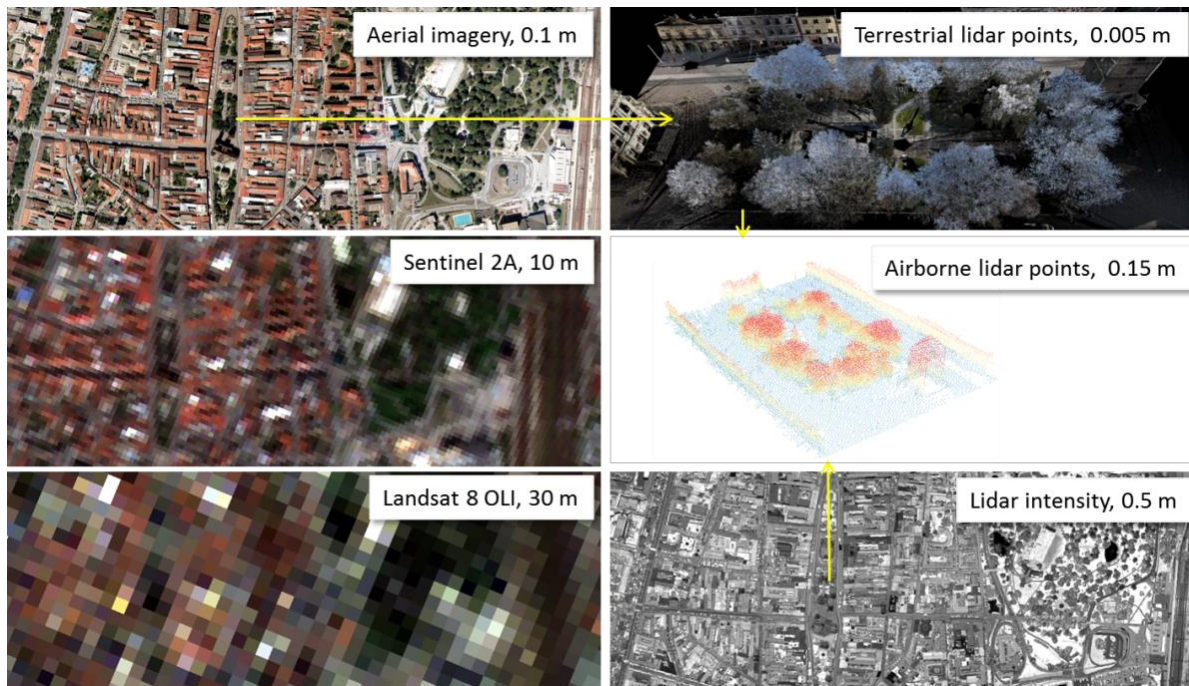 Aerial imagery, 0.1 m
Terrestrial lidar points, 0.005 m
Sentinel 2A, 10 m
Airborne lidar points, 0.15 m
Landsat 8 OLI, 30 m
Lidar intensity, 0.5 m